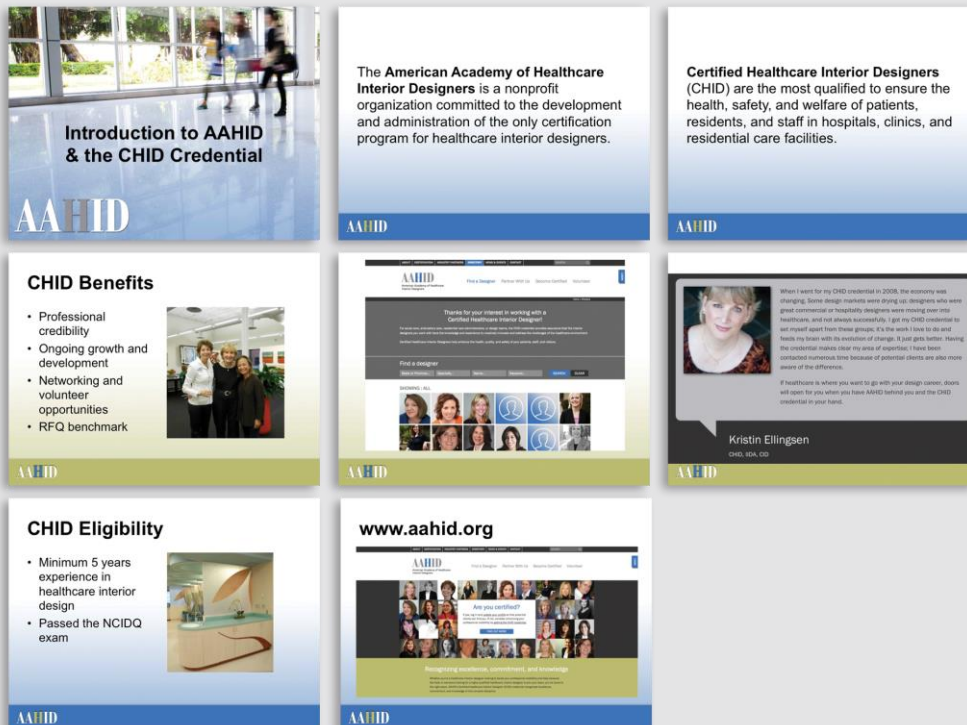 Introduction to AAHID
& the CHID Credential
AAHID
The American Academy of Healthcare
Interior Designers is a nonprofit
organization committed to the development
and administration of the only certification
program for healthcare interior designers.
AAHID
Certified Healthcare Interior Designers
(CHID) are the most qualified to ensure the
health, safety, and welfare of patients,
residents, and staff in hospitals, clinics, and
residential care facilities.
AAHID
CHID Benefits
• Professional
credibility
• Ongoing growth and
development
• Networking and
volunteer
opportunities
• RFQ benchmark
AAHID
AAHID
Find a Designer Partner With Us Become Certified Volunteer
Thanks for your interest in working with a
Certified Healthcare Interior Designer!
Find a designer
SHOWING : ALL
AAHID
When I went for my CHID credential in 2008, the economy was
changing. Some design markets were drying up; designers who were
great commercial or hospitality designers were moving over into
healthcare, and not always successfully. I got my CHID credential to
set myself apart from these groups; it's the work I love to do and
feeds my brain with its evolution of change. It just gets better. Having
the credential makes clear my area of expertise; I have been
contacted numerous time because of potential clients are also more
aware of the difference.
If healthcare is where you want to go with your design career, doors
will open for you when you have AAHID behind you and the CHID
credential in your hand.
Kristin Ellingsen
CHID, IIDA, CID
AAHID
CHID Eligibility
• Minimum 5 years
experience in
healthcare interior
design
• Passed the NCIDQ
exam
AAHID
www.aahid.org
AAHID
Find a Designer Partner With Us Become Certified Volunteer
Are you certified?
Recognizing excellence, commitment, and knowledge
AAHID